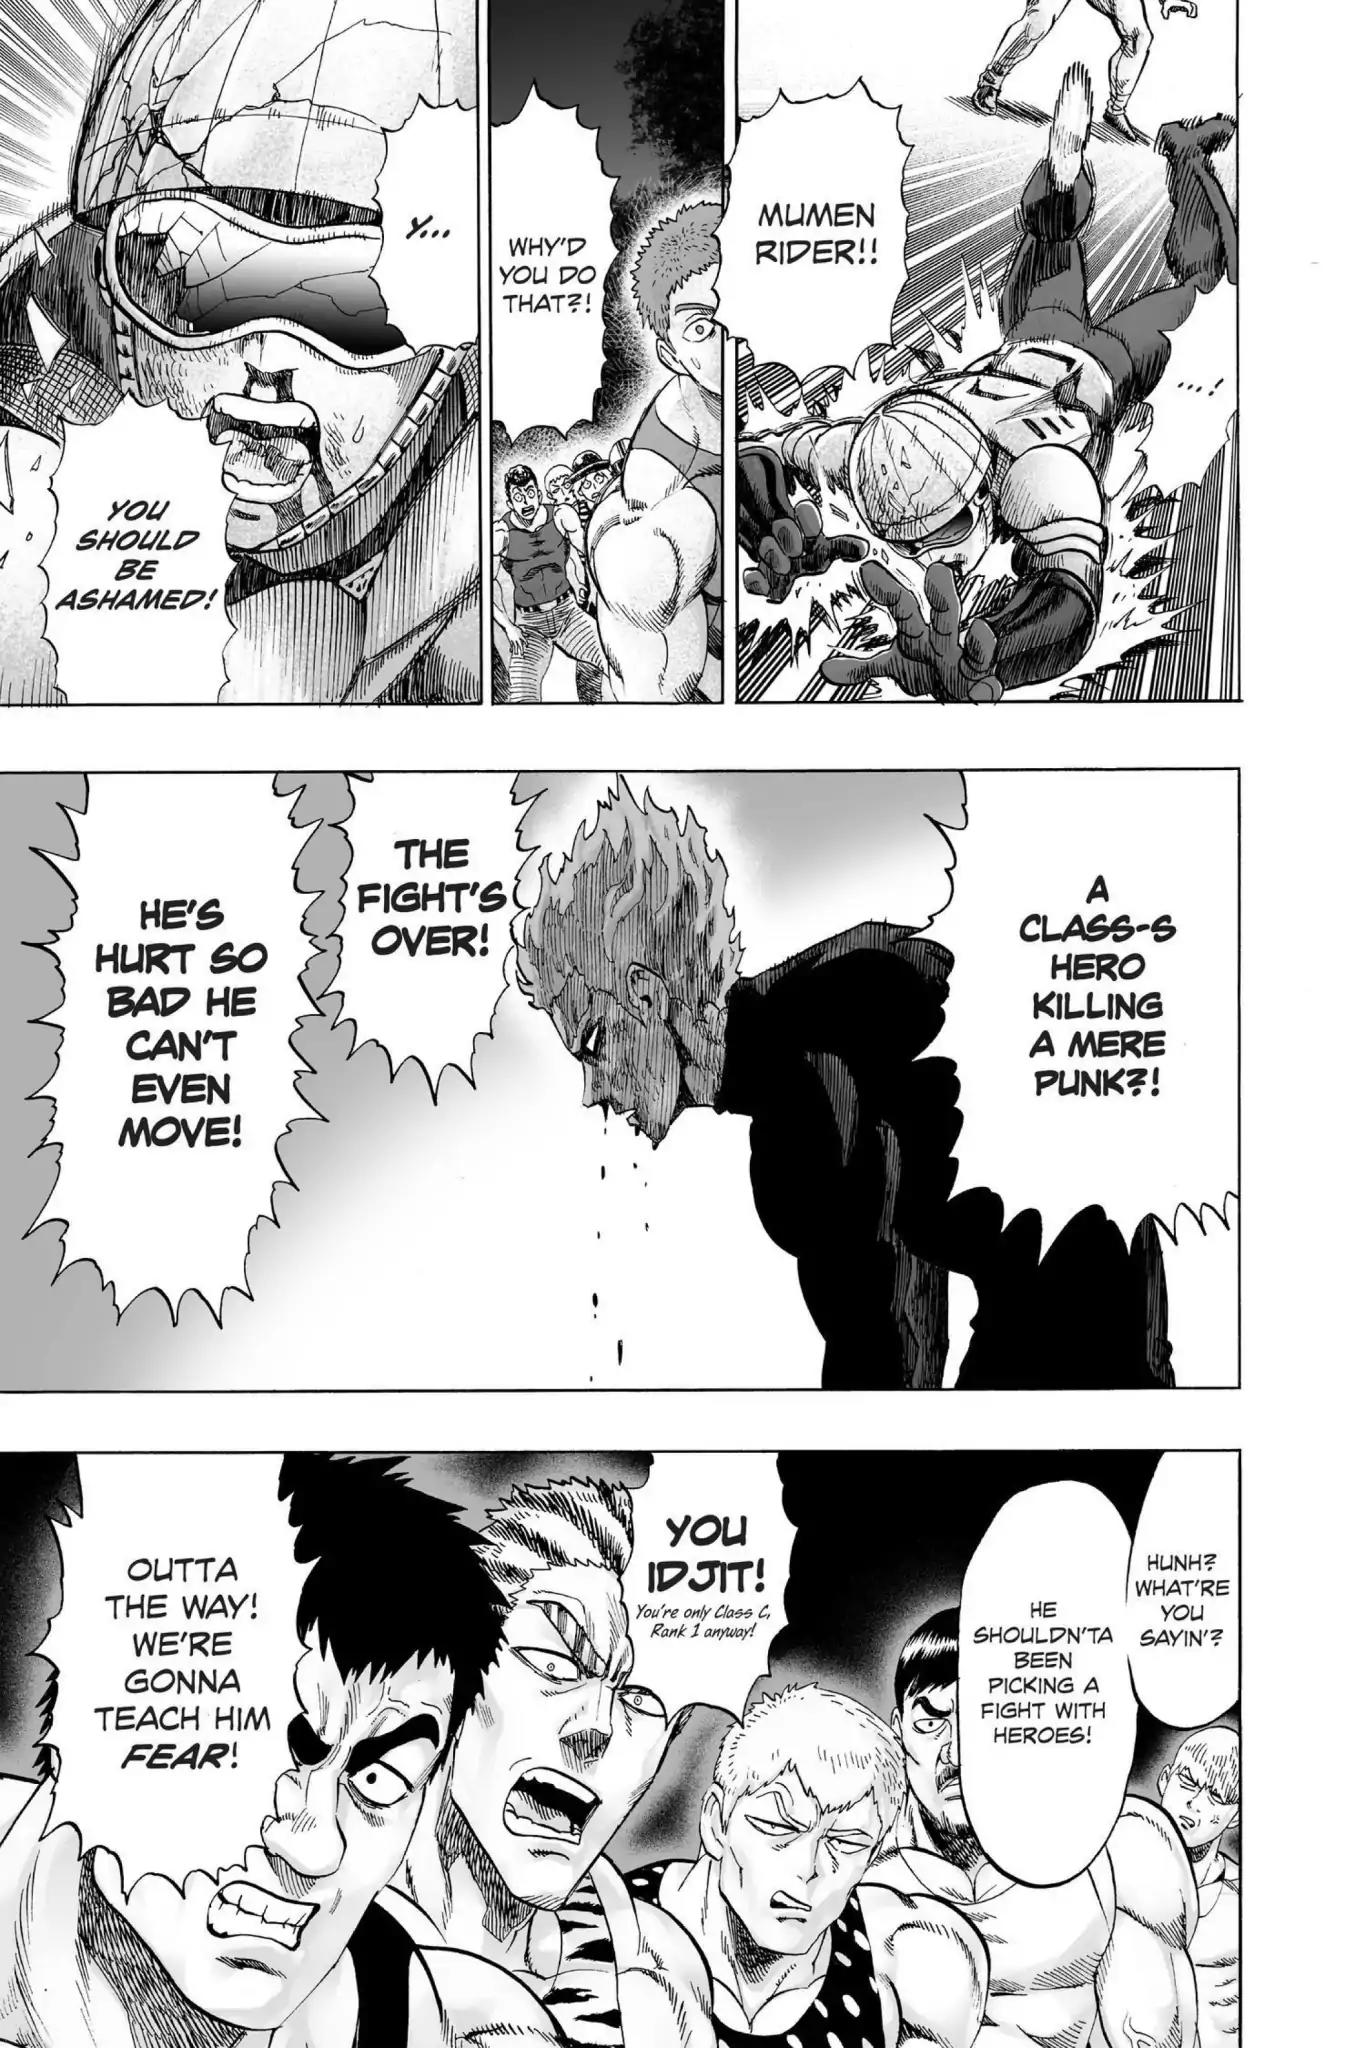 MUMEN
RIDER!!
....!
WHY'D
YOU DO
THAT?!
Y...
YOU
SHOULD
BE
ASHAMED!
A
CLASS-S
HERO
KILLING
A MERE
PUNK?!
THE
FIGHT'S
OVER!
HE'S
HURT SO
BAD HE
CAN'T
EVEN
MOVE!
HUNH?
WHAT'RE
YOU
SAYIN'?
HE
SHOULDN'TA
BEEN
PICKING A
FIGHT WITH
HEROES!
YOU
IDJIT!
You're only Class C,
Rank 1 anyway!
OUTTA
THE WAY!
WE'RE
GONNA
TEACH HIM
FEAR!